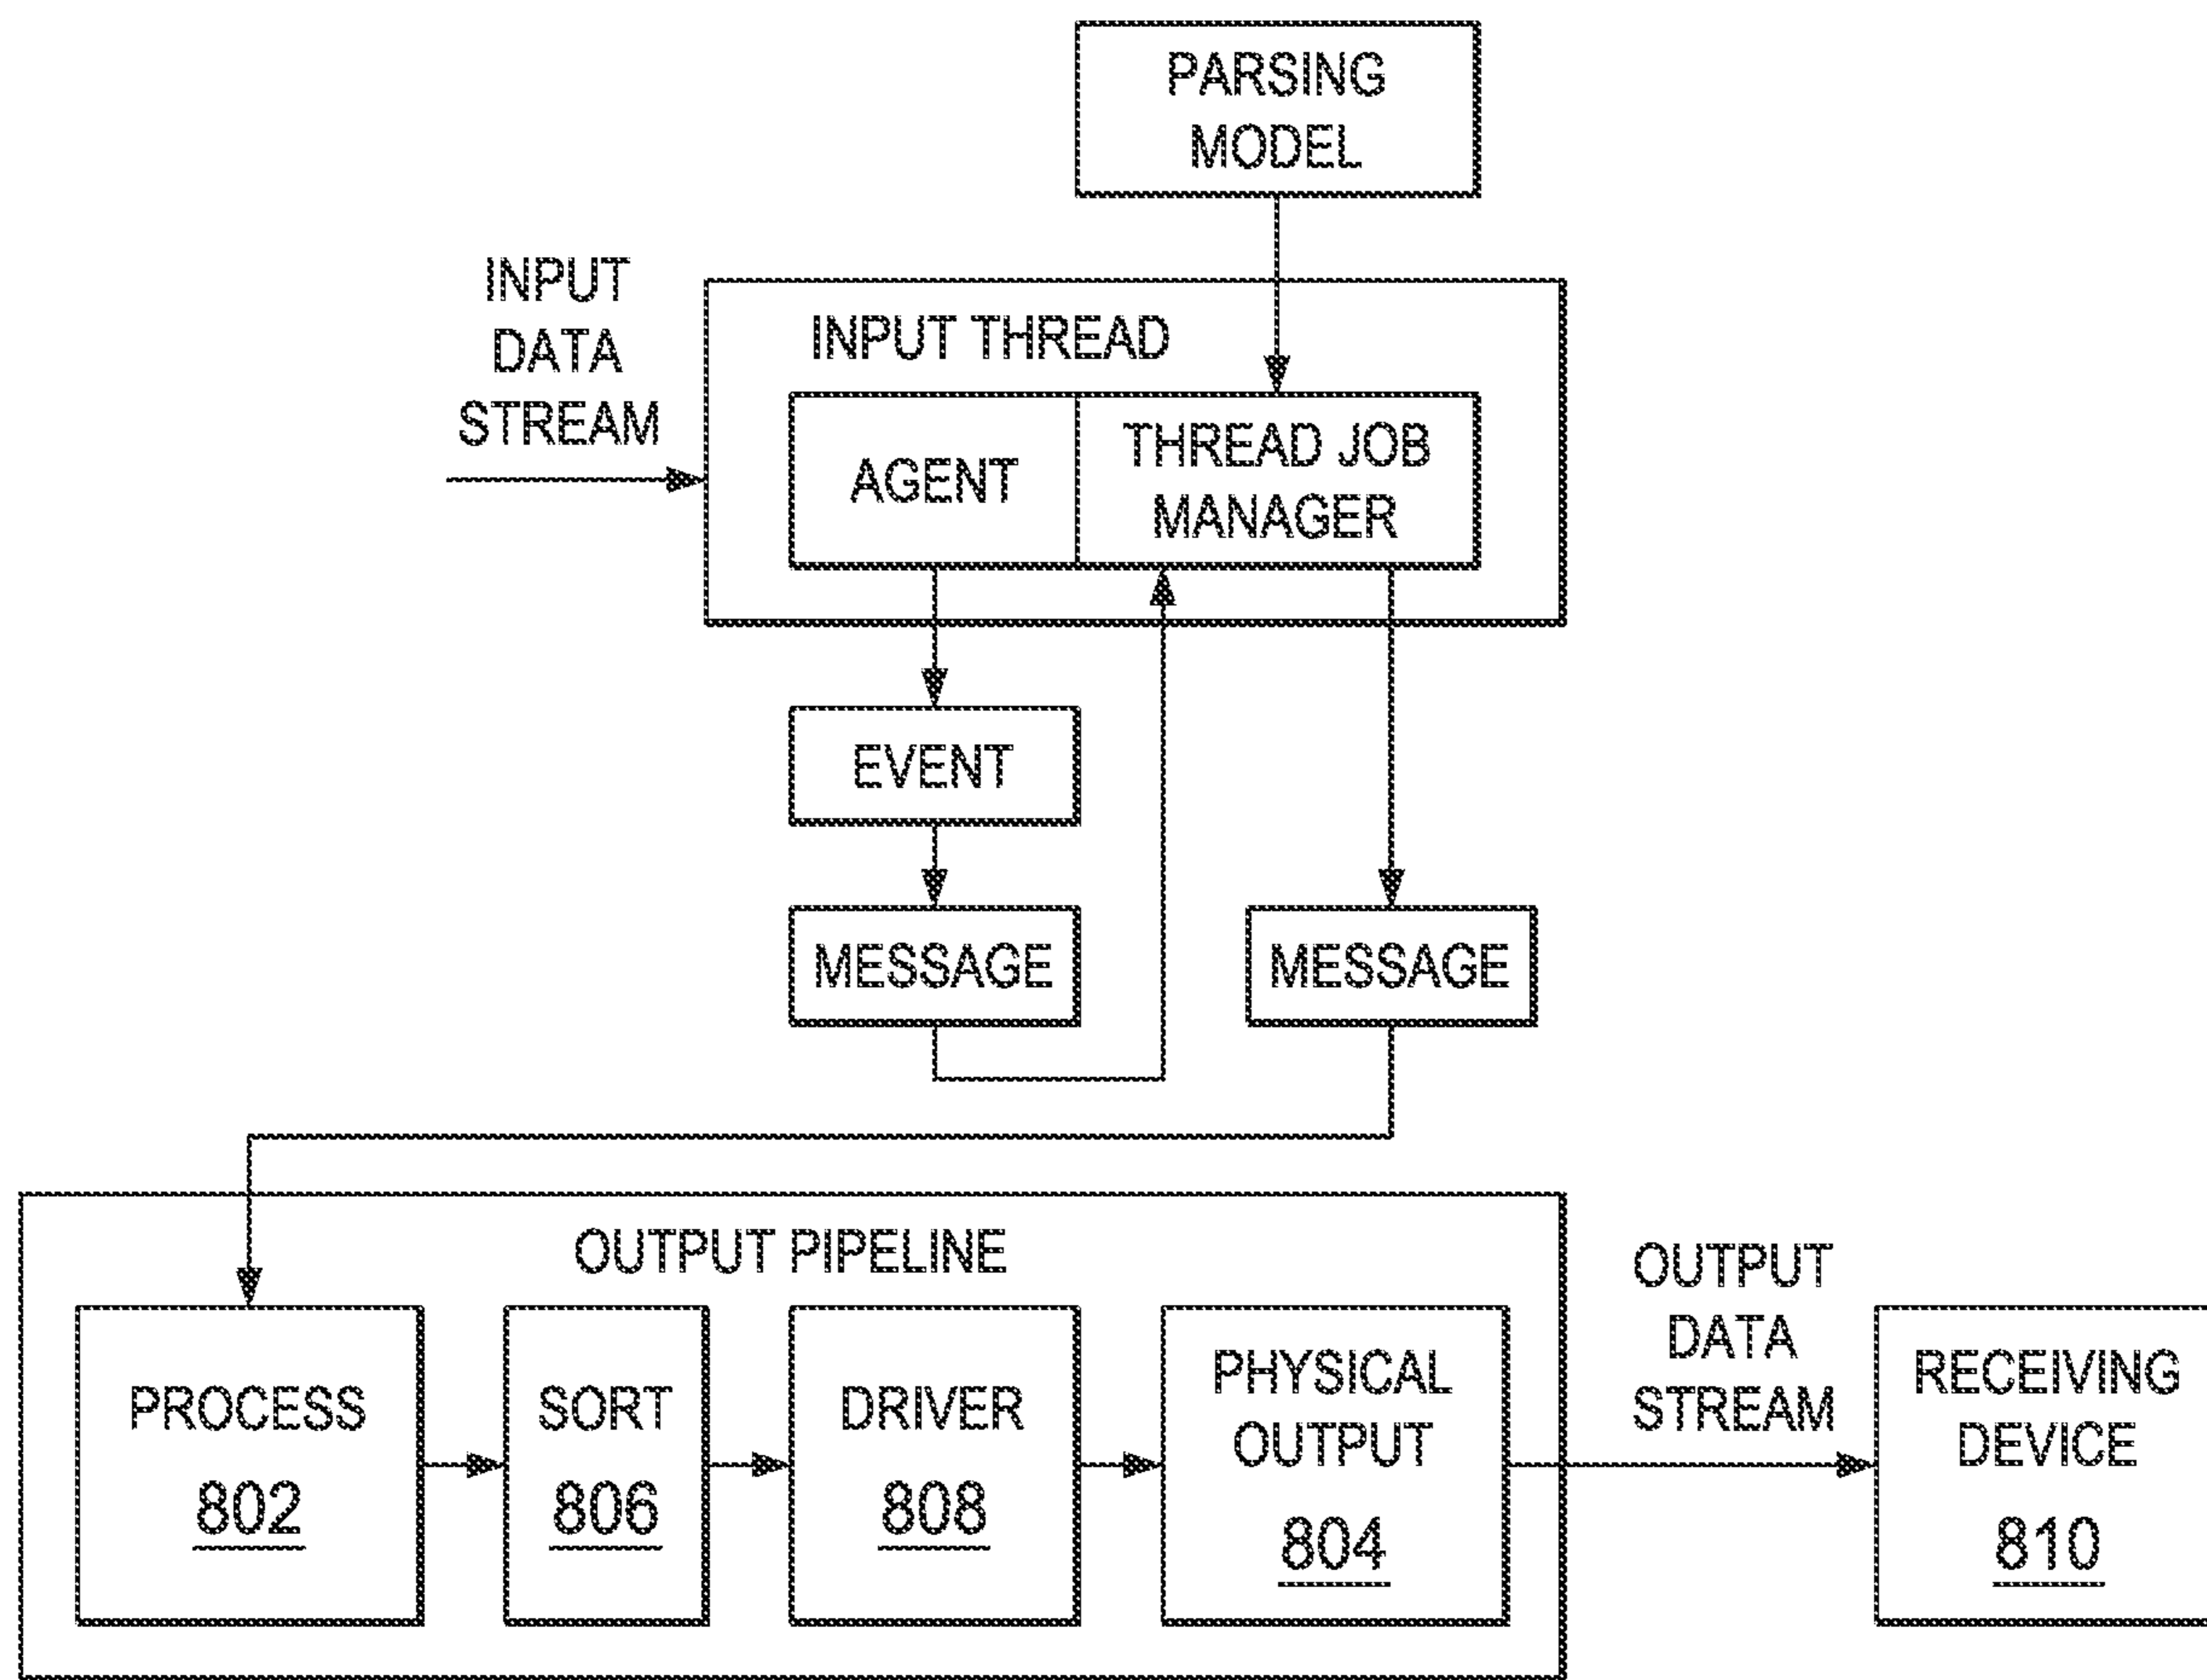 PARSING
MODEL
INPUT
DATA
STREAM
INPUT THREAD
AGENT
THREAD JOB
MANAGER
EVENT
MESSAGE
MESSAGE
OUTPUT PIPELINE
PROCESS
802
SORT
806
DRIVER
808
PHYSICAL
OUTPUT
804
OUTPUT
DATA
STREAM
RECEIVING
DEVICE
810